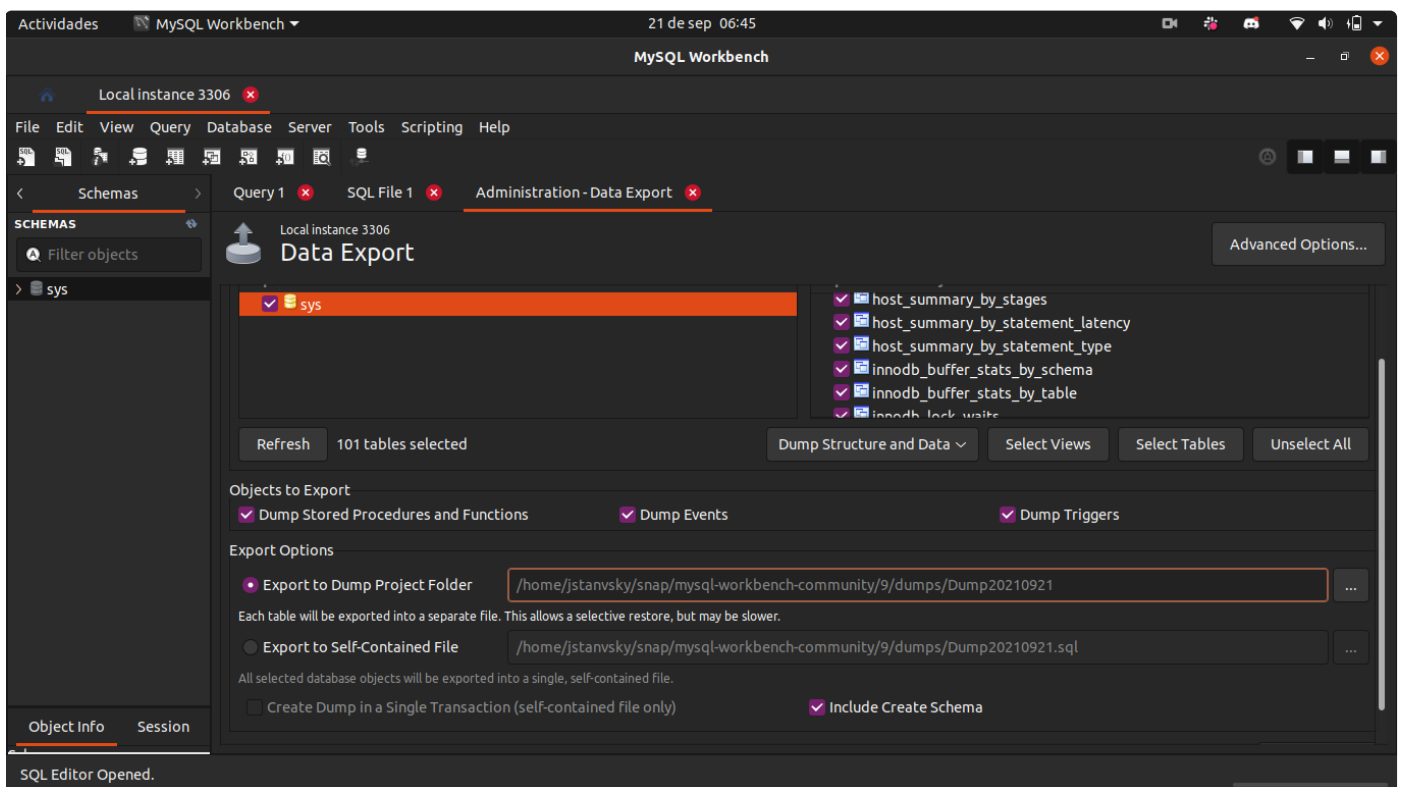 Actividades MySQL Workbench 21 de sep 06:45
MySQL Workbench
Local instance 3306
File Edit View Query Database Server Tools Scripting Help
Schemas Query 1 SQL File 1 Administration - Data Export
SCHEMAS
Filter objects
sys
Local instance 3306
Data Export
Advanced Options...
sys
host_summary_by_stages
host_summary_by_statement_latency
host_summary_by_statement_type
innodb_buffer_stats_by_schema
innodb_buffer_stats_by_table
innodb_lock_waits
Refresh 101 tables selected Dump Structure and Data Select Views Select Tables Unselect All
Objects to Export
Dump Stored Procedures and Functions Dump Events Dump Triggers
Export Options
Export to Dump Project Folder /home/jstanvsky/snap/mysql-workbench-community/9/dumps/Dump20210921 ...
Each table will be exported into a separate file. This allows a selective restore, but may be slower.
Export to Self-Contained File /home/jstanvsky/snap/mysql-workbench-community/9/dumps/Dump20210921.sql ...
All selected database objects will be exported into a single, self-contained file.
Create Dump in a Single Transaction (self-contained file only) Include Create Schema
Object Info Session
SQL Editor Opened.